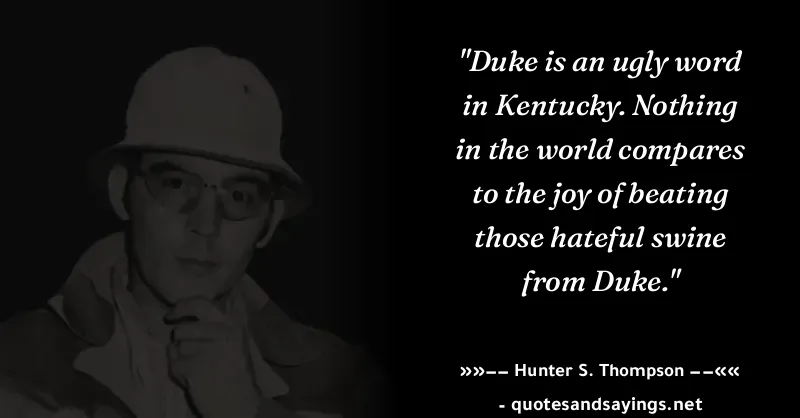 "Duke is an ugly word
in Kentucky. Nothing
in the world compares
to the joy of beating
those hateful swine
from Duke."
»»−− Hunter S. Thompson −−««
- quotesandsayings.net